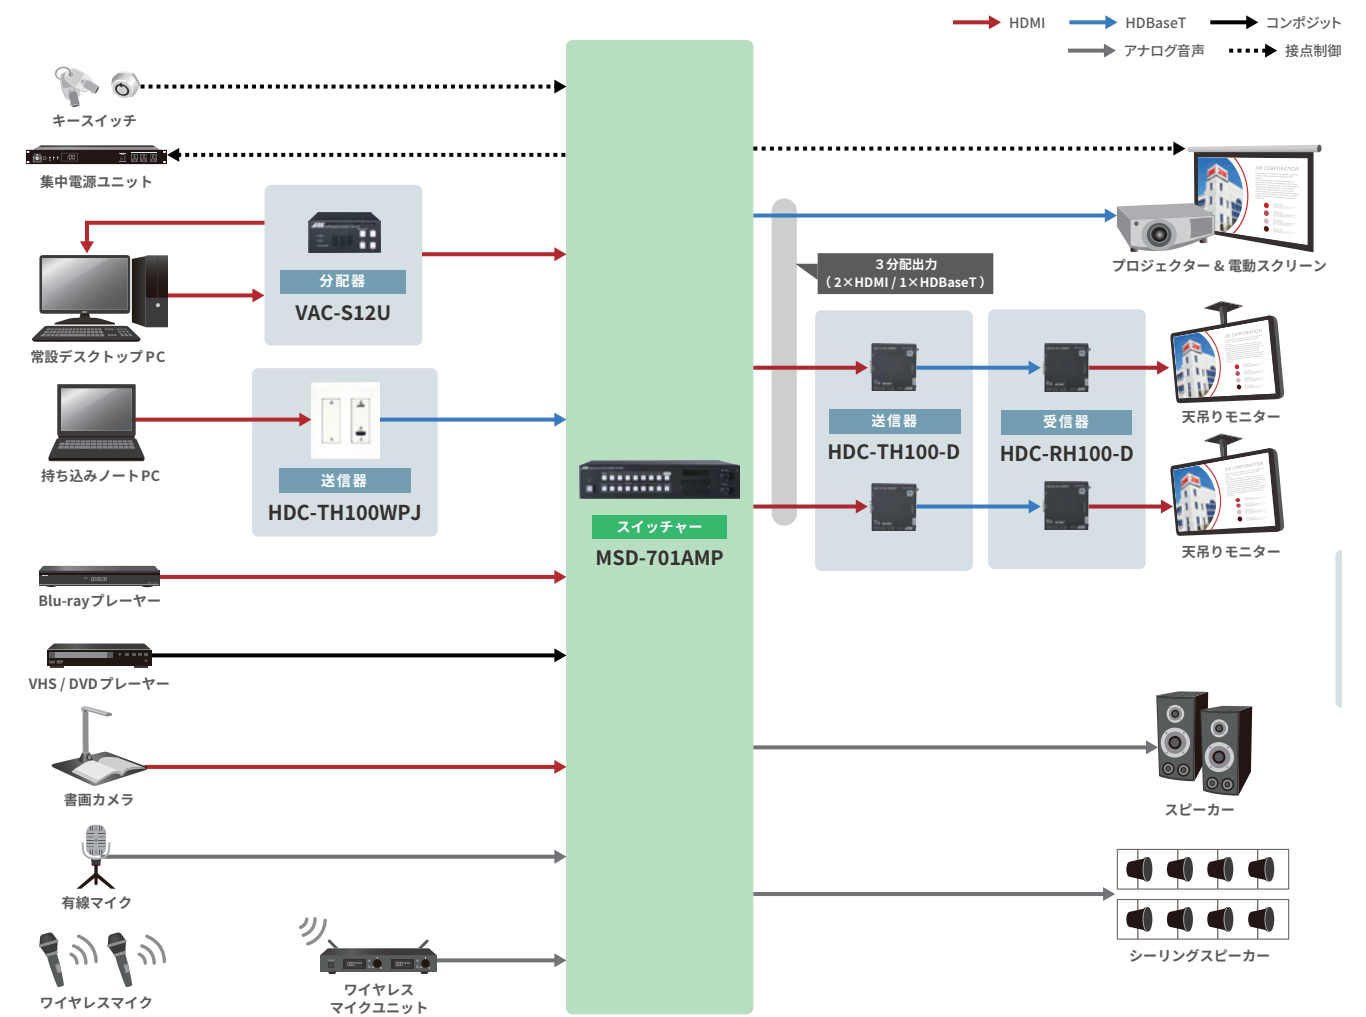 HDMI
HDBaseT
コンポジット
アナログ音声
接点制御
キースイッチ
集中電源ユニット
分配器
VAC-S12U
常設デスクトップPC
送信器
HDC-TH100WPJ
持ち込みノートPC
Blu-rayプレーヤー
VHS / DVDプレーヤー
書画カメラ
有線マイク
ワイヤレスマイク
ワイヤレス
マイクユニット
スイッチャー
MSD-701AMP
3分配出力
( 2×HDMI / 1×HDBaseT )
IDK CORPORATION
プロジェクター & 電動スクリーン
送信器
HDC-TH100-D
受信器
HDC-RH100-D
IDK CORPORATION
天吊りモニター
IDK CORPORATION
天吊りモニター
スピーカー
シーリングスピーカー